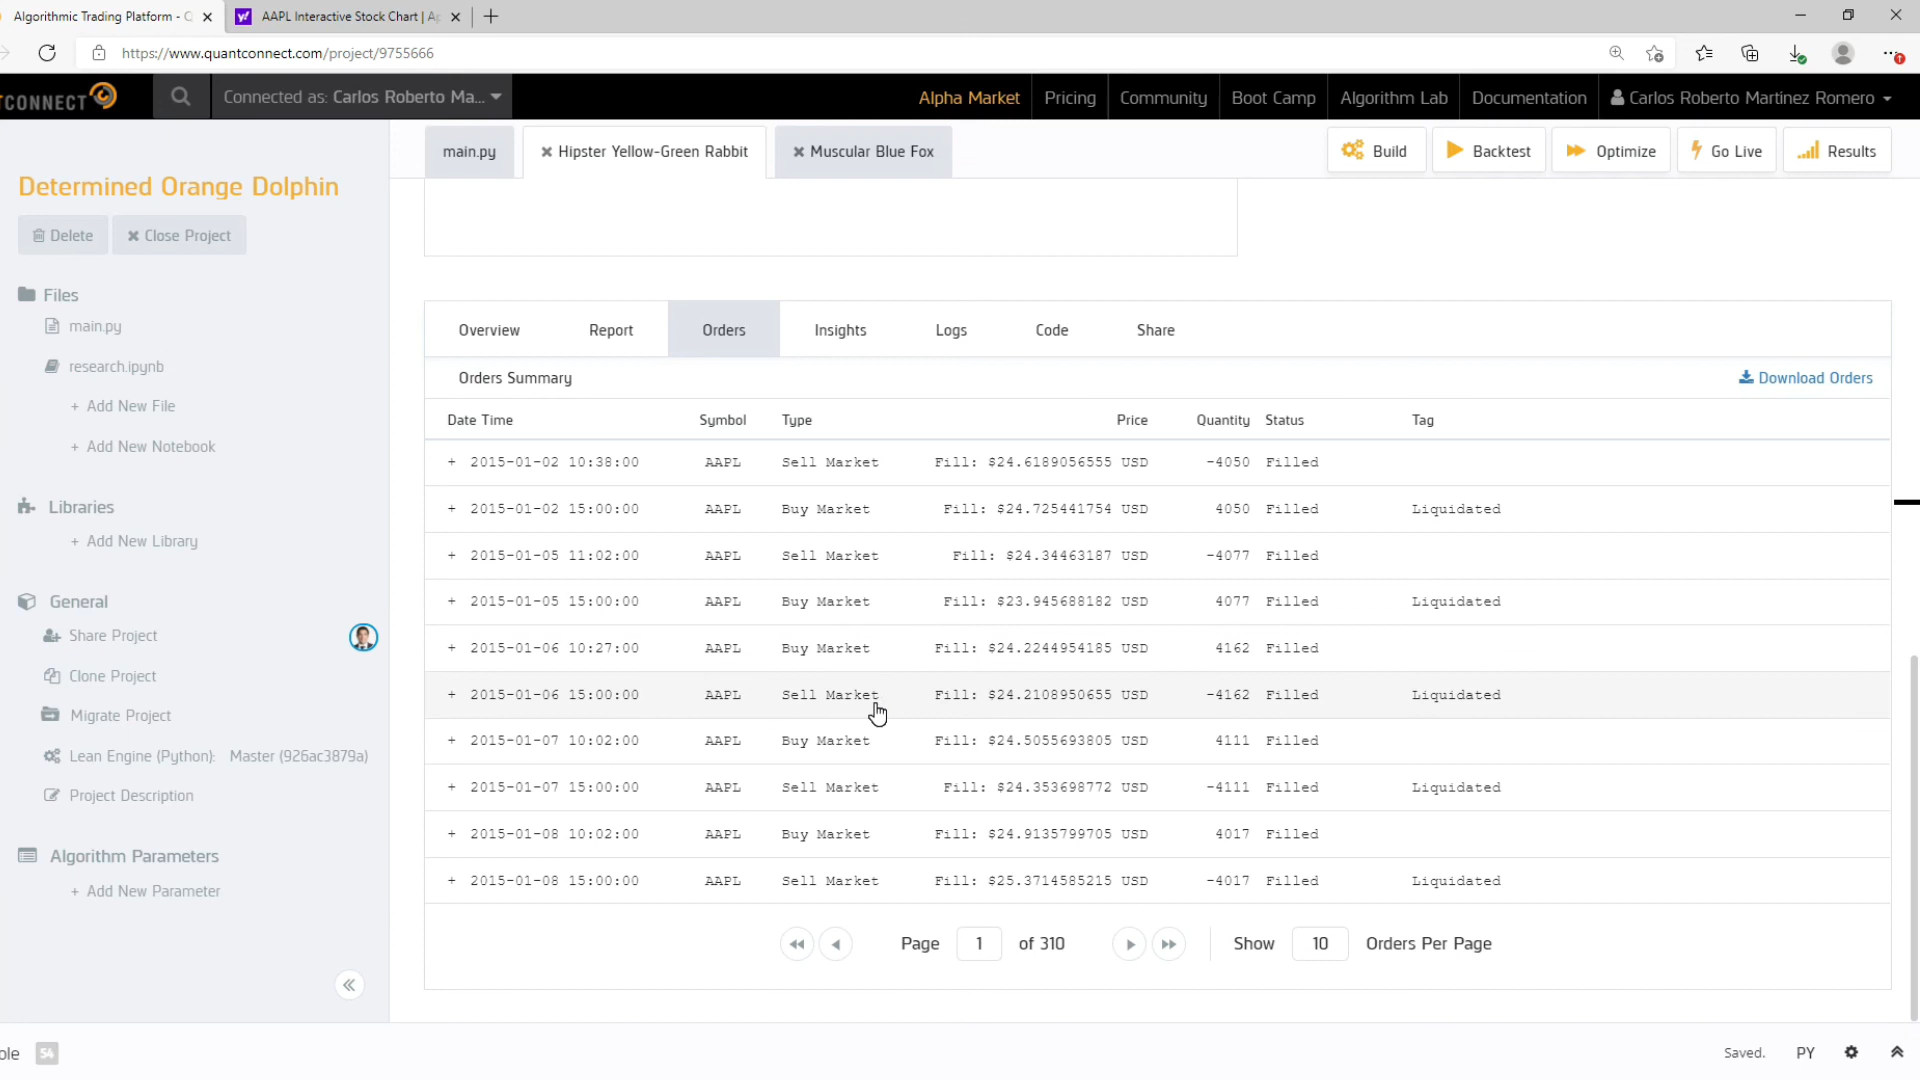 Algorithmic Trading Platform - Q
AAPL Interactive Stock Chart | Ap
https://www.quantconnect.com/project/9755666
TCONNECT
Connected as: Carlos Roberto Ma...
Alpha Market
Pricing
Community
Boot Camp
Algorithm Lab
Documentation
Carlos Roberto Martinez Romero
main.py
Hipster Yellow-Green Rabbit
Muscular Blue Fox
Build
Backtest
Optimize
Go Live
Results
Determined Orange Dolphin
Delete
Close Project
Files
main.py
research.ipynb
+ Add New File
+ Add New Notebook
Libraries
+ Add New Library
General
Share Project
Clone Project
Migrate Project
Lean Engine (Python): Master (926ac3879a)
Project Description
Algorithm Parameters
+ Add New Parameter
Overview Report Orders Insights Logs Code Share
Orders Summary
Download Orders
Date Time Symbol Type Price Quantity Status Tag
+ 2015-01-02 10:38:00 AAPL Sell Market Fill: $24.6189056555 USD -4050 Filled
+ 2015-01-02 15:00:00 AAPL Buy Market Fill: $24.725441754 USD 4050 Filled Liquidated
+ 2015-01-05 11:02:00 AAPL Sell Market Fill: $24.34463187 USD -4077 Filled
+ 2015-01-05 15:00:00 AAPL Buy Market Fill: $23.945688182 USD 4077 Filled Liquidated
+ 2015-01-06 10:27:00 AAPL Buy Market Fill: $24.2244954185 USD 4162 Filled
+ 2015-01-06 15:00:00 AAPL Sell Market Fill: $24.2108950655 USD -4162 Filled Liquidated
+ 2015-01-07 10:02:00 AAPL Buy Market Fill: $24.5055693805 USD 4111 Filled
+ 2015-01-07 15:00:00 AAPL Sell Market Fill: $24.353698772 USD -4111 Filled Liquidated
+ 2015-01-08 10:02:00 AAPL Buy Market Fill: $24.9135799705 USD 4017 Filled
+ 2015-01-08 15:00:00 AAPL Sell Market Fill: $25.3714585215 USD -4017 Filled Liquidated
Page 1 of 310
Show 10 Orders Per Page
ole 54
Saved.
PY